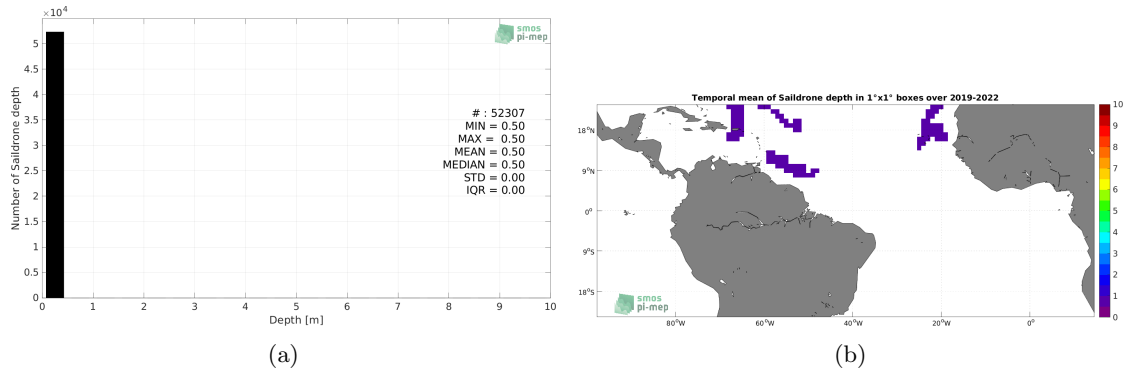 ×10⁴
5
4.5
4
3.5
3
2.5
2
1.5
1
0.5
0
Number of Saildrone depth
smos
pi-mep
# : 52307
MIN = 0.50
MAX = 0.50
MEAN = 0.50
MEDIAN = 0.50
STD = 0.00
IQR = 0.00
0 1 2 3 4 5 6 7 8 9 10
Depth [m]
(a)
Temporal mean of Saildrone depth in 1°x1° boxes over 2019-2022
18°N
9°N
0°
9°S
18°S
80°W 60°W 40°W 20°W 0°
smos
pi-mep
10
9
8
7
6
5
4
3
2
1
0
(b)